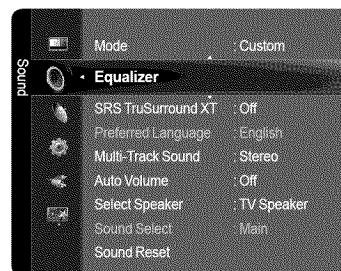 Sound
Mode : Custom
Equalizer
SRS TruSurround XT : Off
Preferred Language : English
Multi-Track Sound : Stereo
Auto Volume : Off
Select Speaker : TV Speaker
Sound Select : Main
Sound Reset